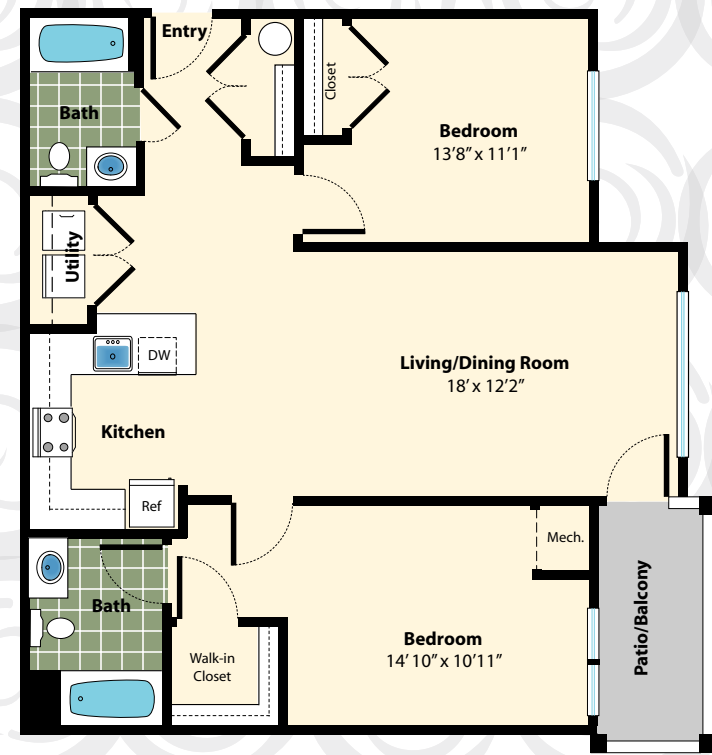 Entry
Closet
Bath
Bedroom
13’8” x 11’1”
Utility
DW
Living/Dining Room
18’ x 12’2”
Kitchen
Ref
Mech.
Bath
Patio/Balcony
Walk-in
Closet
Bedroom
14’ 10” x 10’11”